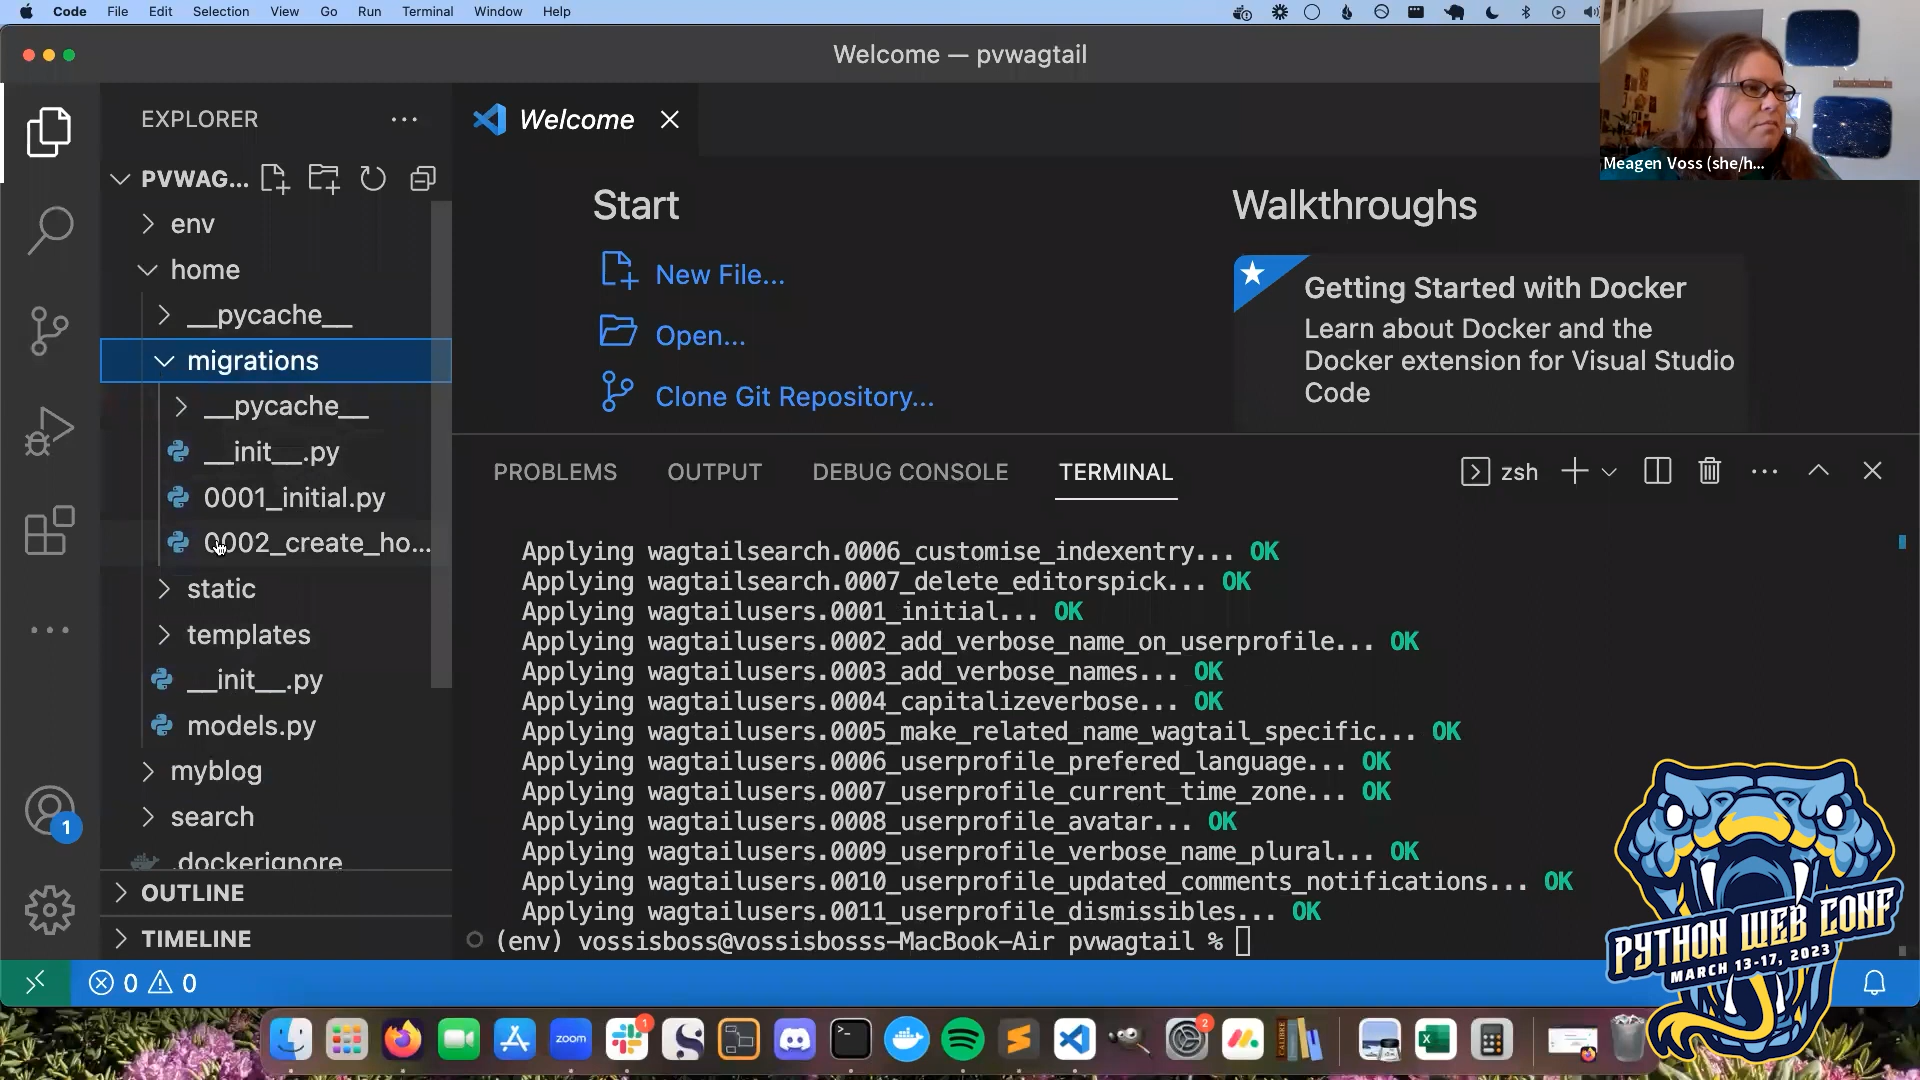 Code File Edit Selection View Go Run Terminal Window Help
Welcome — pvwagtail
Meagen Voss (she/h...
EXPLORER
PVWAG...
env
home
__pycache__
migrations
__pycache__
__init__.py
0001_initial.py
0002_create_ho...
static
templates
__init__.py
models.py
myblog
search
.dockerignore
OUTLINE
TIMELINE
1
Welcome
Start
New File...
Open...
Clone Git Repository...
Walkthroughs
Getting Started with Docker
Learn about Docker and the
Docker extension for Visual Studio
Code
PROBLEMS OUTPUT DEBUG CONSOLE TERMINAL
zsh
Applying wagtailsearch.0006_customise_indexentry... OK
Applying wagtailsearch.0007_delete_editorspick... OK
Applying wagtailusers.0001_initial... OK
Applying wagtailusers.0002_add_verbose_name_on_userprofile... OK
Applying wagtailusers.0003_add_verbose_names... OK
Applying wagtailusers.0004_capitalizeverbose... OK
Applying wagtailusers.0005_make_related_name_wagtail_specific... OK
Applying wagtailusers.0006_userprofile_prefered_language... OK
Applying wagtailusers.0007_userprofile_current_time_zone... OK
Applying wagtailusers.0008_userprofile_avatar... OK
Applying wagtailusers.0009_userprofile_verbose_name_plural... OK
Applying wagtailusers.0010_userprofile_updated_comments_notifications... OK
Applying wagtailusers.0011_userprofile_dismissibles... OK
(env) vossisboss@vossisbosss-MacBook-Air pvwagtail %
0 0
PYTHON WEB CONF
MARCH 13-17, 2023
zoom
1
2
CALIBRE